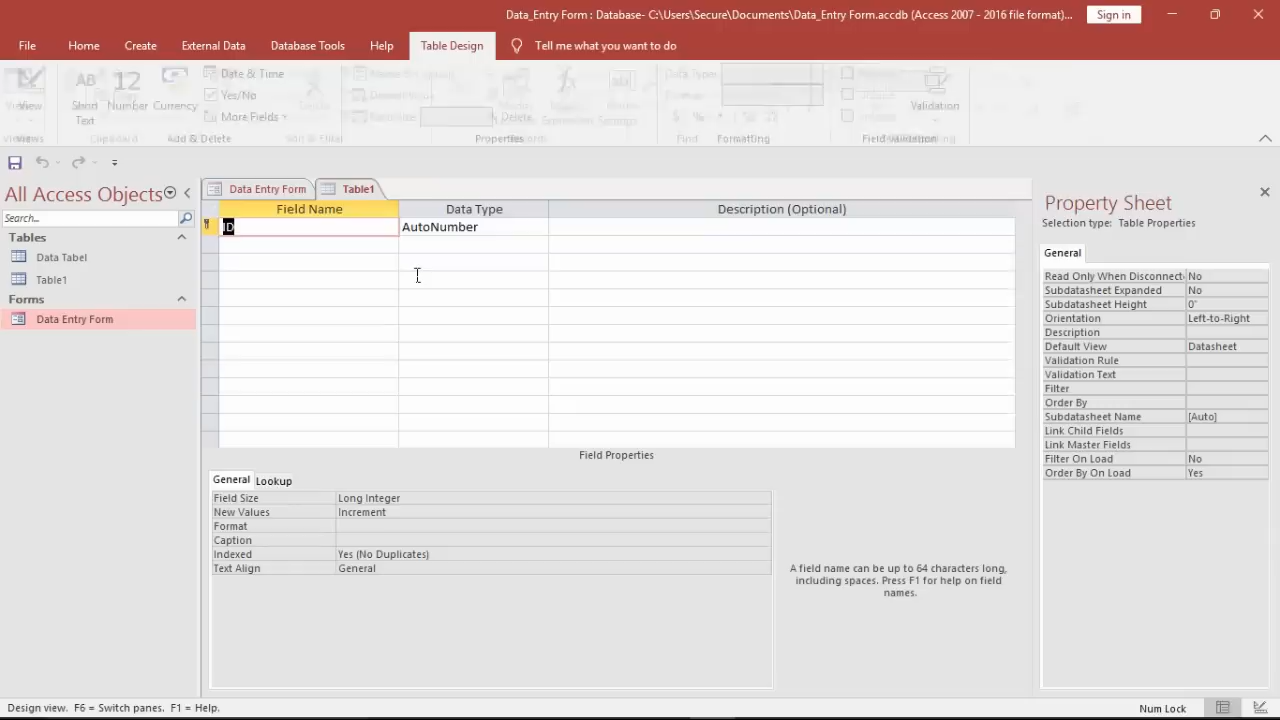 Data_Entry Form : Database- C:\Users\Secure\Documents\Data_Entry Form.accdb (Access 2007 - 2016 file format)...
Sign in
File Home Create External Data Database Tools Help Table Design Tell me what you want to do
View
AB
Short
Text
12
Number
Currency
Date & Time
Yes/No
More Fields
Delete
Validation
Views
Add & Delete
Properties
Find
Formatting
Field Validation
All Access Objects
Search...
Tables
Data Tabel
Table1
Forms
Data Entry Form
Data Entry Form Table1
Field Name Data Type Description (Optional)
ID AutoNumber
Field Properties
General Lookup
Field Size Long Integer
New Values Increment
Format
Caption
Indexed Yes (No Duplicates)
Text Align General
A field name can be up to 64 characters long,
including spaces. Press F1 for help on field
names.
Property Sheet
Selection type: Table Properties
General
Read Only When Disconnect No
Subdatasheet Expanded No
Subdatasheet Height 0"
Orientation Left-to-Right
Description
Default View Datasheet
Validation Rule
Validation Text
Filter
Order By
Subdatasheet Name [Auto]
Link Child Fields
Link Master Fields
Filter On Load No
Order By On Load Yes
Design view. F6 = Switch panes. F1 = Help.
Num Lock